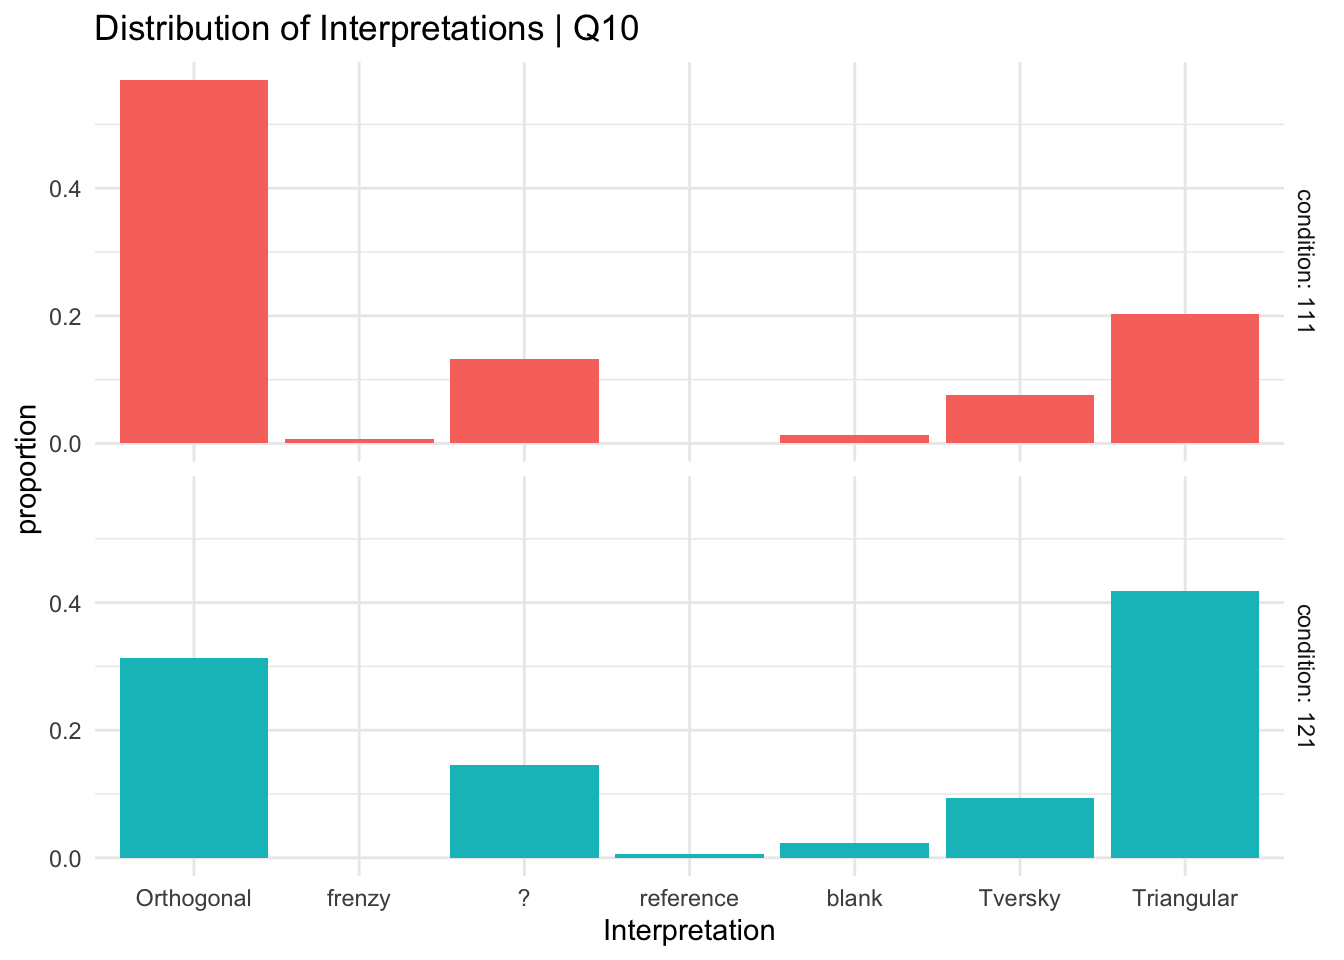 Distribution of Interpretations | Q10
proportion
0.4
0.2
0.0
condition: 111
0.4
0.2
0.0
condition: 121
Orthogonal frenzy ? reference blank Tversky Triangular
Interpretation